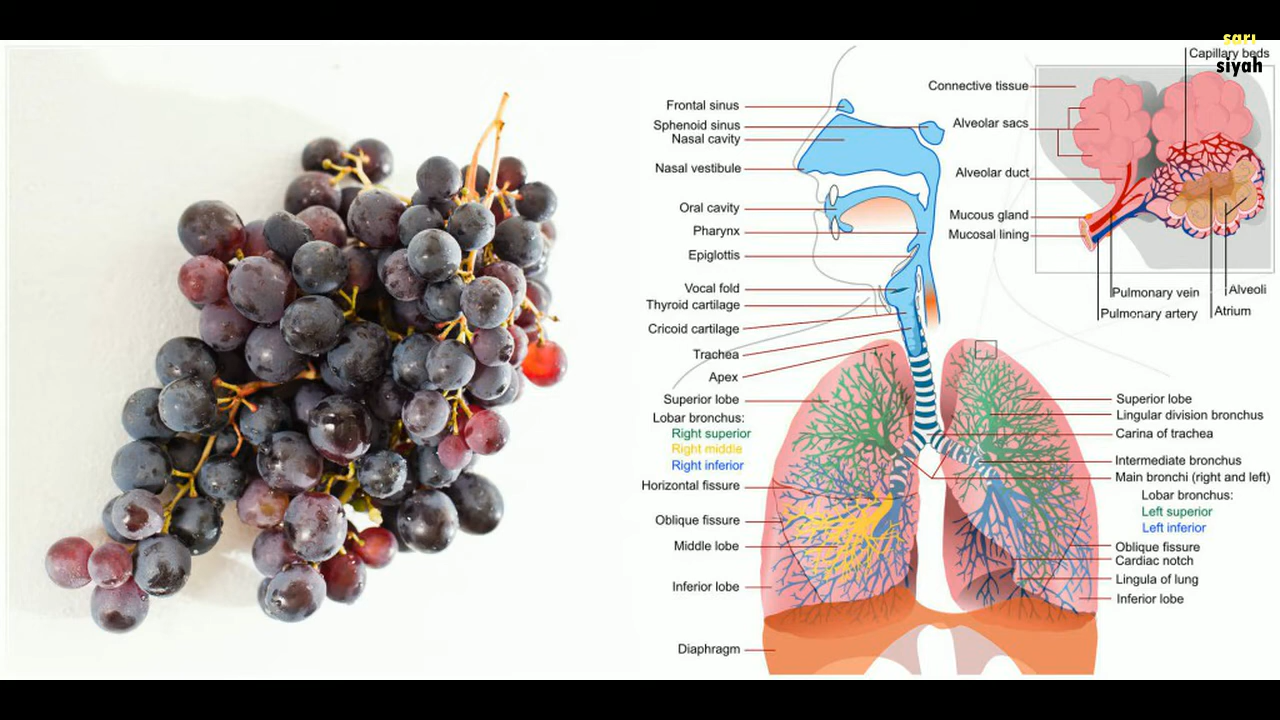 sarı
siyah
Capillary beds
Connective tissue
Alveolar sacs
Alveolar duct
Mucous gland
Mucosal lining
Pulmonary vein
Alveoli
Pulmonary artery
Atrium
Frontal sinus
Sphenoid sinus
Nasal cavity
Nasal vestibule
Oral cavity
Pharynx
Epiglottis
Vocal fold
Thyroid cartilage
Cricoid cartilage
Trachea
Apex
Superior lobe
Lobar bronchus:
Right superior
Right middle
Right inferior
Horizontal fissure
Oblique fissure
Middle lobe
Inferior lobe
Diaphragm
Superior lobe
Lingular division bronchus
Carina of trachea
Intermediate bronchus
Main bronchi (right and left)
Lobar bronchus:
Left superior
Left inferior
Oblique fissure
Cardiac notch
Lingula of lung
Inferior lobe